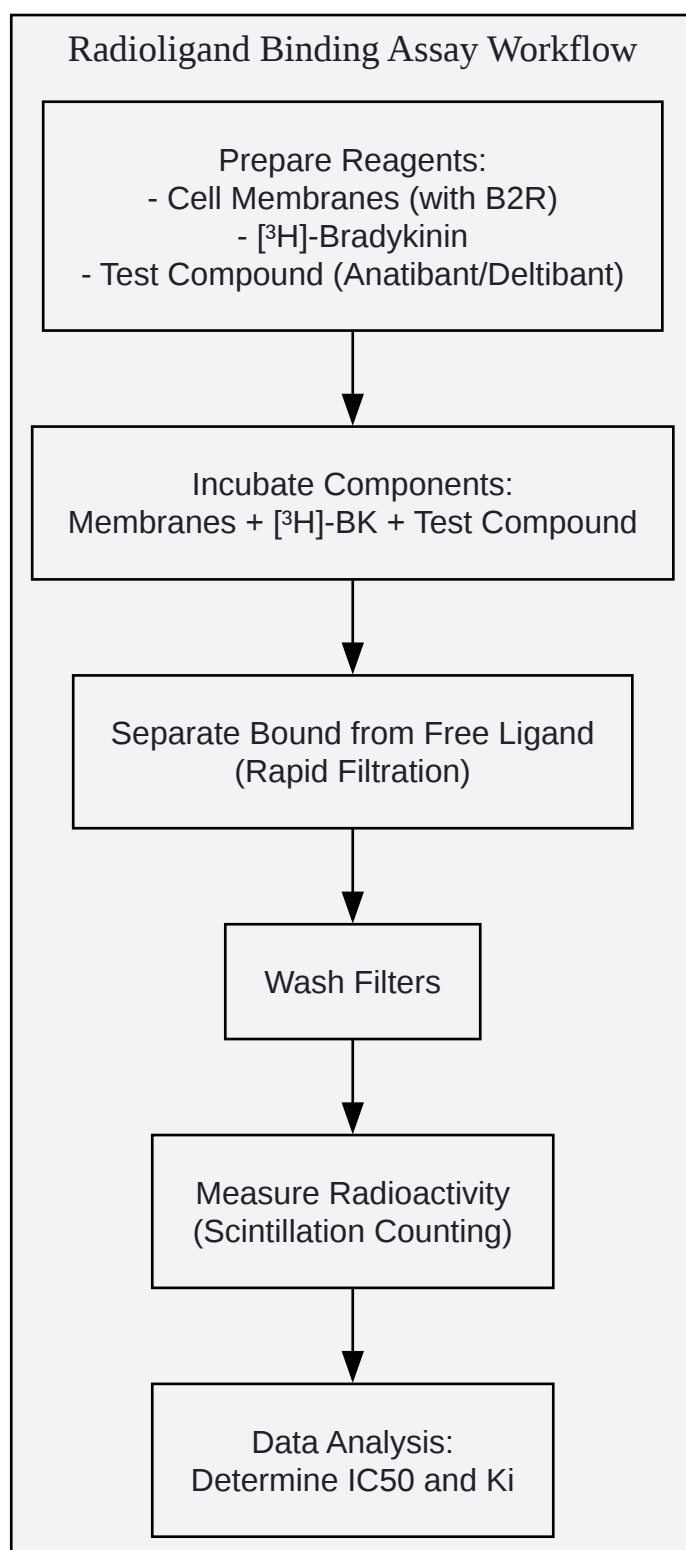 Radioligand Binding Assay Workflow
Prepare Reagents:
- Cell Membranes (with B2R)
- [³H]-Bradykinin
- Test Compound (Anatibant/Deltibant)
Incubate Components:
Membranes + [³H]-BK + Test Compound
Separate Bound from Free Ligand
(Rapid Filtration)
Wash Filters
Measure Radioactivity
(Scintillation Counting)
Data Analysis:
Determine IC50 and Ki